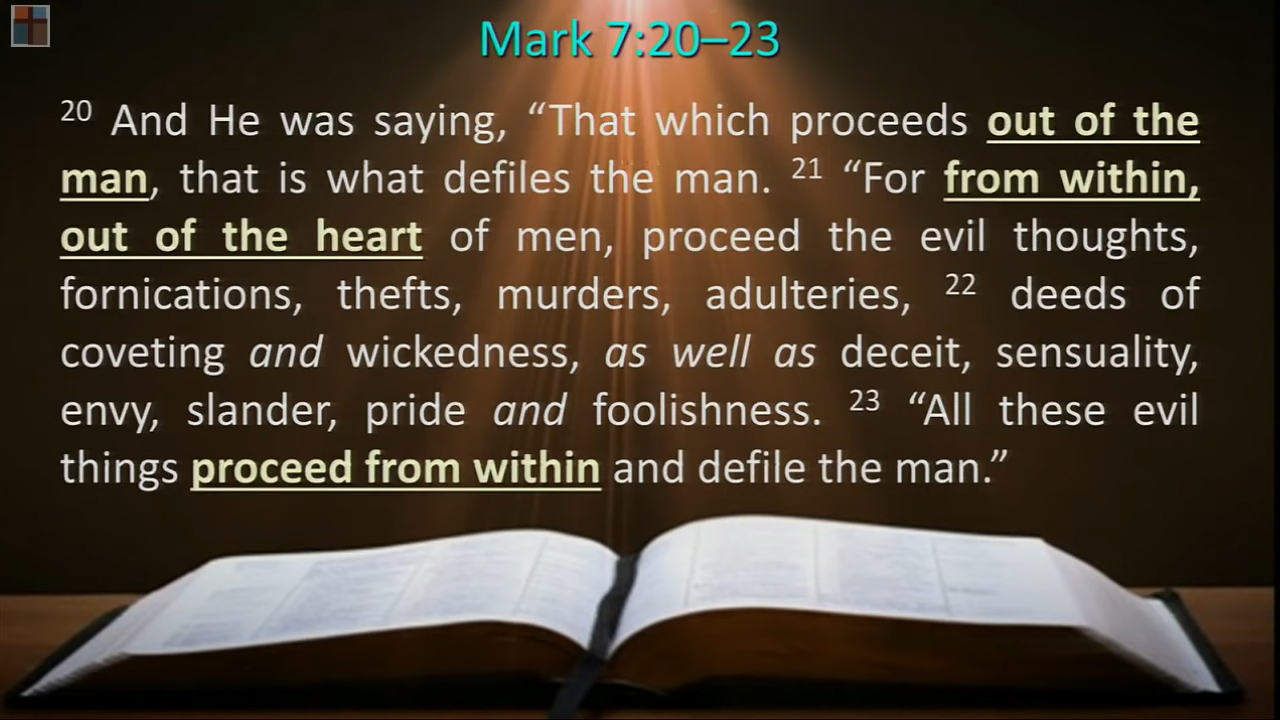 Mark 7:20–23
20 And He was saying, “That which proceeds out of the
man, that is what defiles the man. 21 “For from within,
out of the heart of men, proceed the evil thoughts,
fornications, thefts, murders, adulteries, 22 deeds of
coveting and wickedness, as well as deceit, sensuality,
envy, slander, pride and foolishness. 23 “All these evil
things proceed from within and defile the man.”